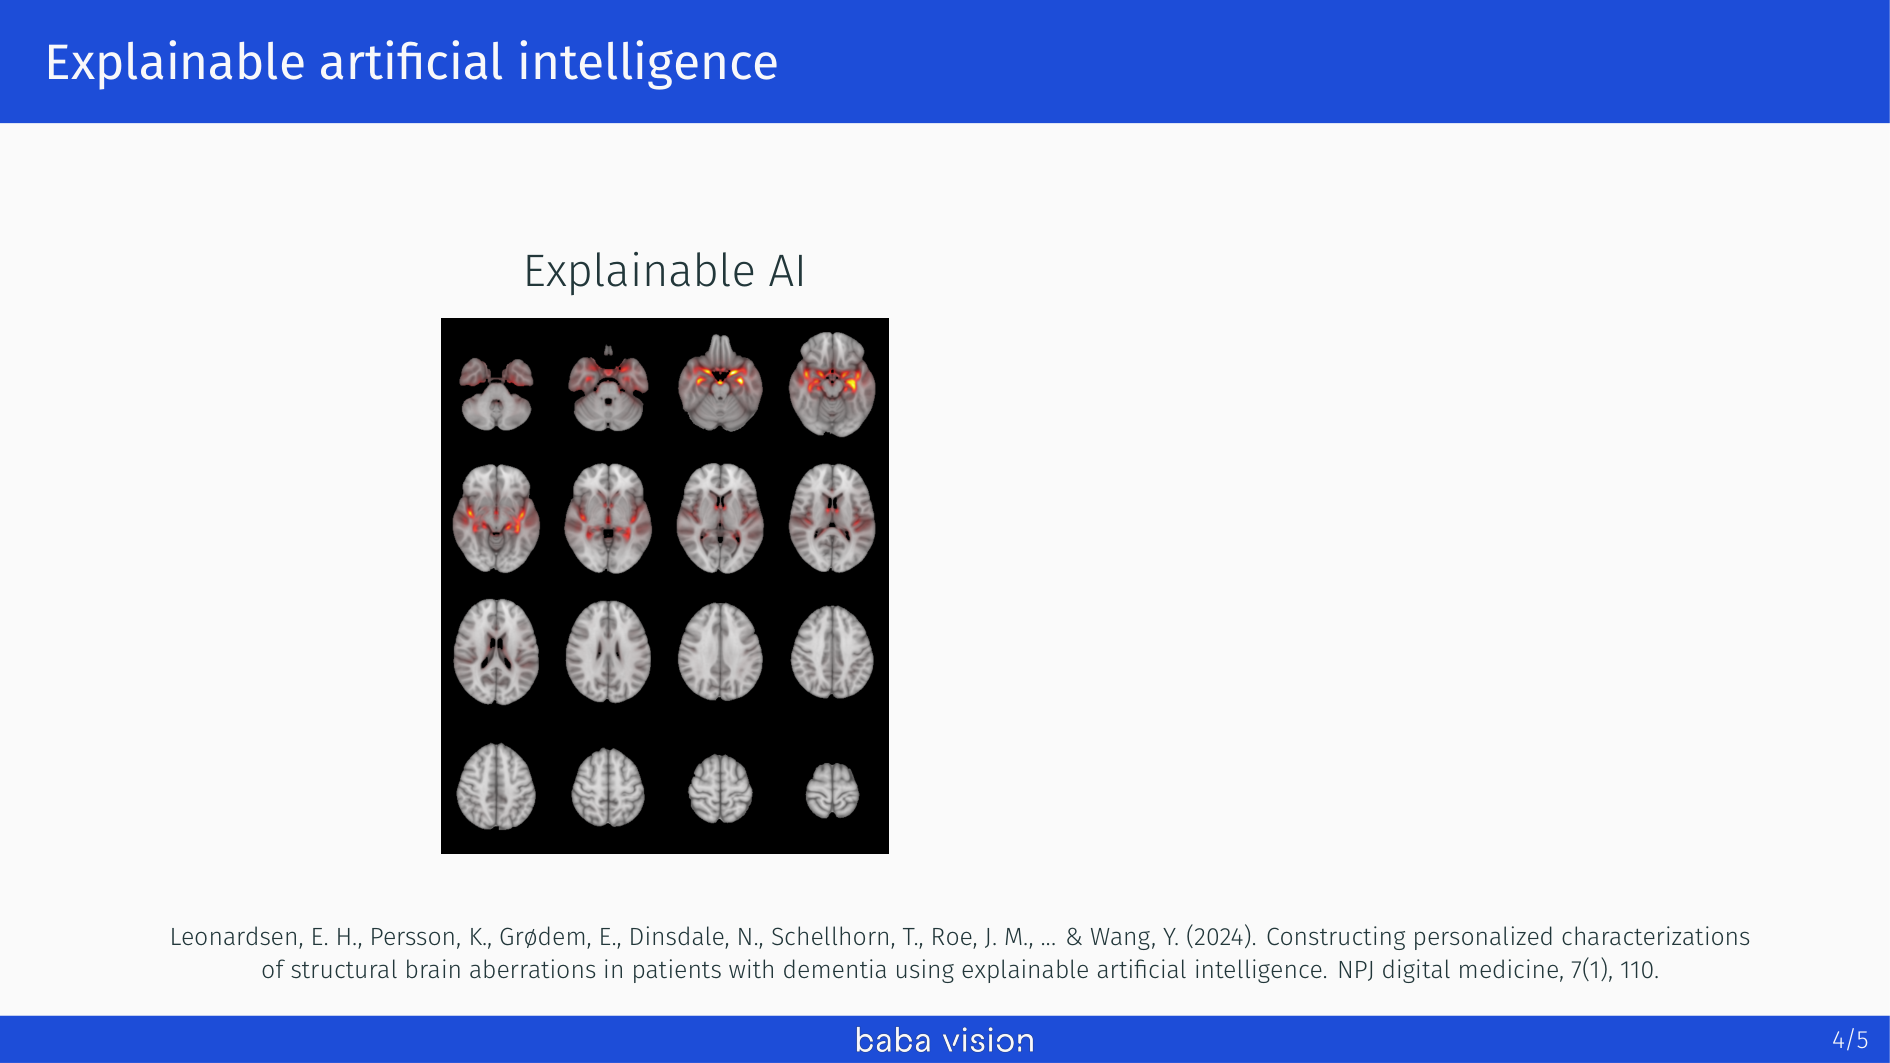 Explainable artificial intelligence
Explainable AI
Leonardsen, E. H., Persson, K., Grødem, E., Dinsdale, N., Schellhorn, T., Roe, J. M., ... & Wang, Y. (2024). Constructing personalized characterizations
of structural brain aberrations in patients with dementia using explainable artificial intelligence. NPJ digital medicine, 7(1), 110.
baba vision
4/5